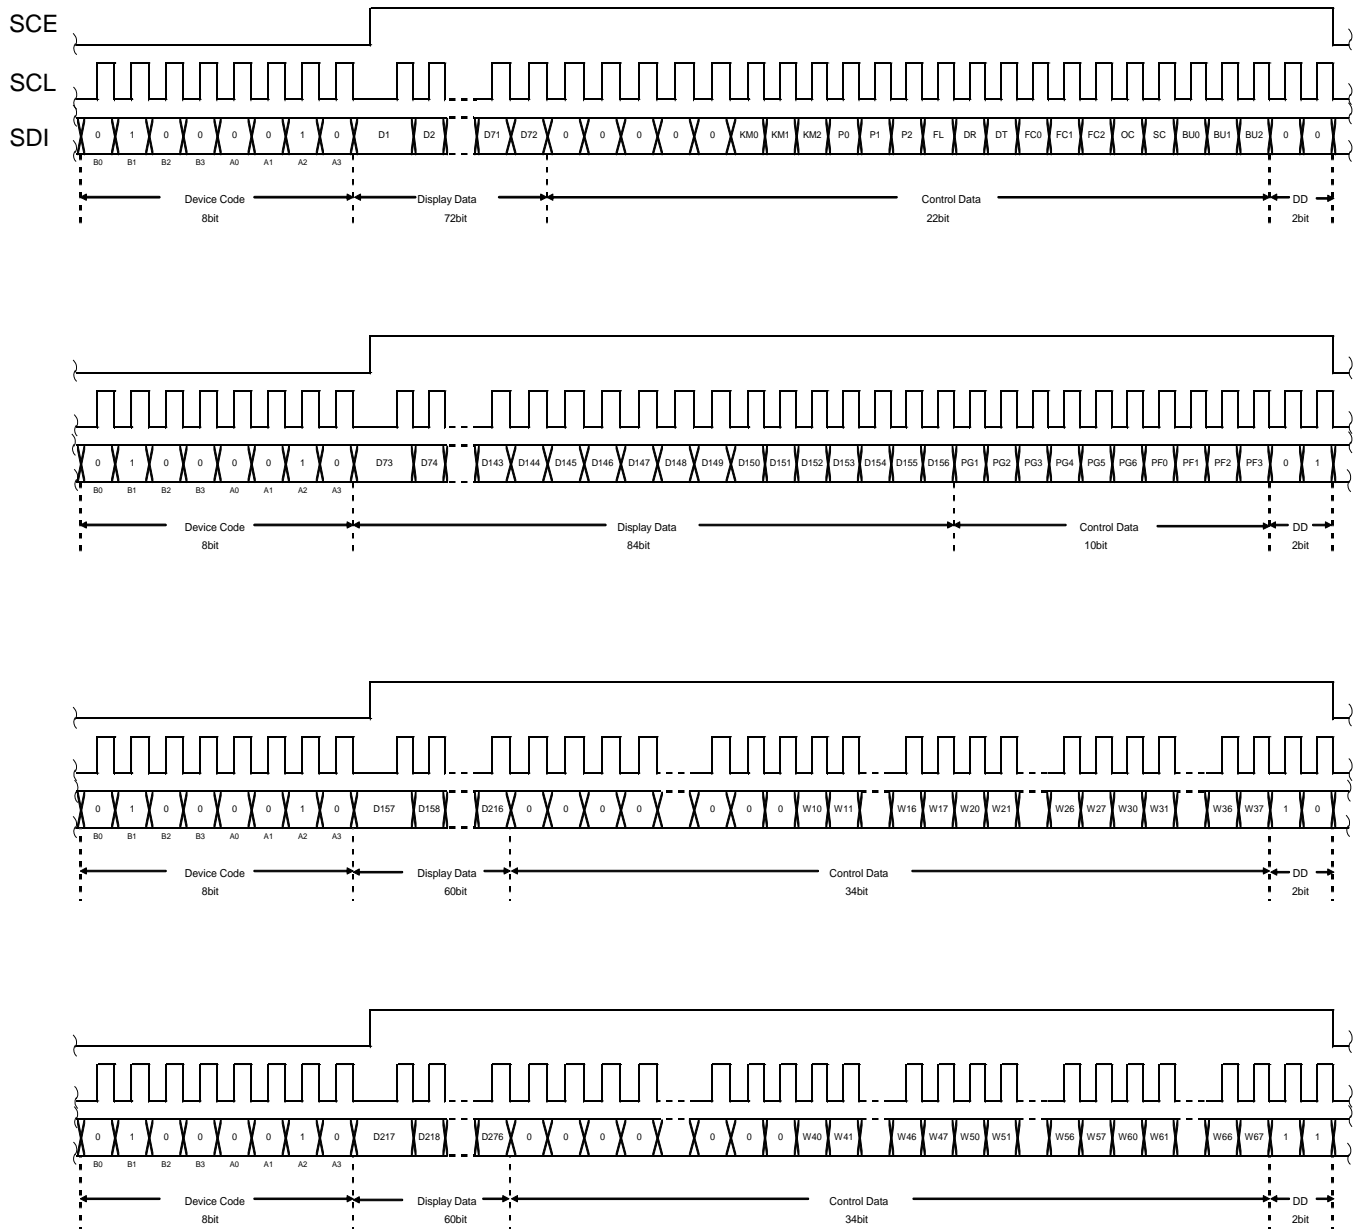 SCE
SCL
SDI
0 1 0 0 0 0 1 0 D1 D2 D71 D72 0 0 0 0 0 KM0 KM1 KM2 P0 P1 P2 FL DR DT FC0 FC1 FC2 OC SC BU0 BU1 BU2 0 0
B0 B1 B2 B3 A0 A1 A2 A3
Device Code Display Data Control Data DD
8bit 72bit 22bit 2bit
0 1 0 0 0 0 1 0 D73 D74 D143 D144 D145 D146 D147 D148 D149 D150 D151 D152 D153 D154 D155 D156 PG1 PG2 PG3 PG4 PG5 PG6 PF0 PF1 PF2 PF3 0 1
B0 B1 B2 B3 A0 A1 A2 A3
Device Code Display Data Control Data DD
8bit 84bit 10bit 2bit
0 1 0 0 0 0 1 0 D157 D158 D216 0 0 0 0 0 0 0 W10 W11 W16 W17 W20 W21 W26 W27 W30 W31 W36 W37 1 0
B0 B1 B2 B3 A0 A1 A2 A3
Device Code Display Data Control Data DD
8bit 60bit 34bit 2bit
0 1 0 0 0 0 1 0 D217 D218 D276 0 0 0 0 0 0 0 W40 W41 W46 W47 W50 W51 W56 W57 W60 W61 W66 W67 1 1
B0 B1 B2 B3 A0 A1 A2 A3
Device Code Display Data Control Data DD
8bit 60bit 34bit 2bit